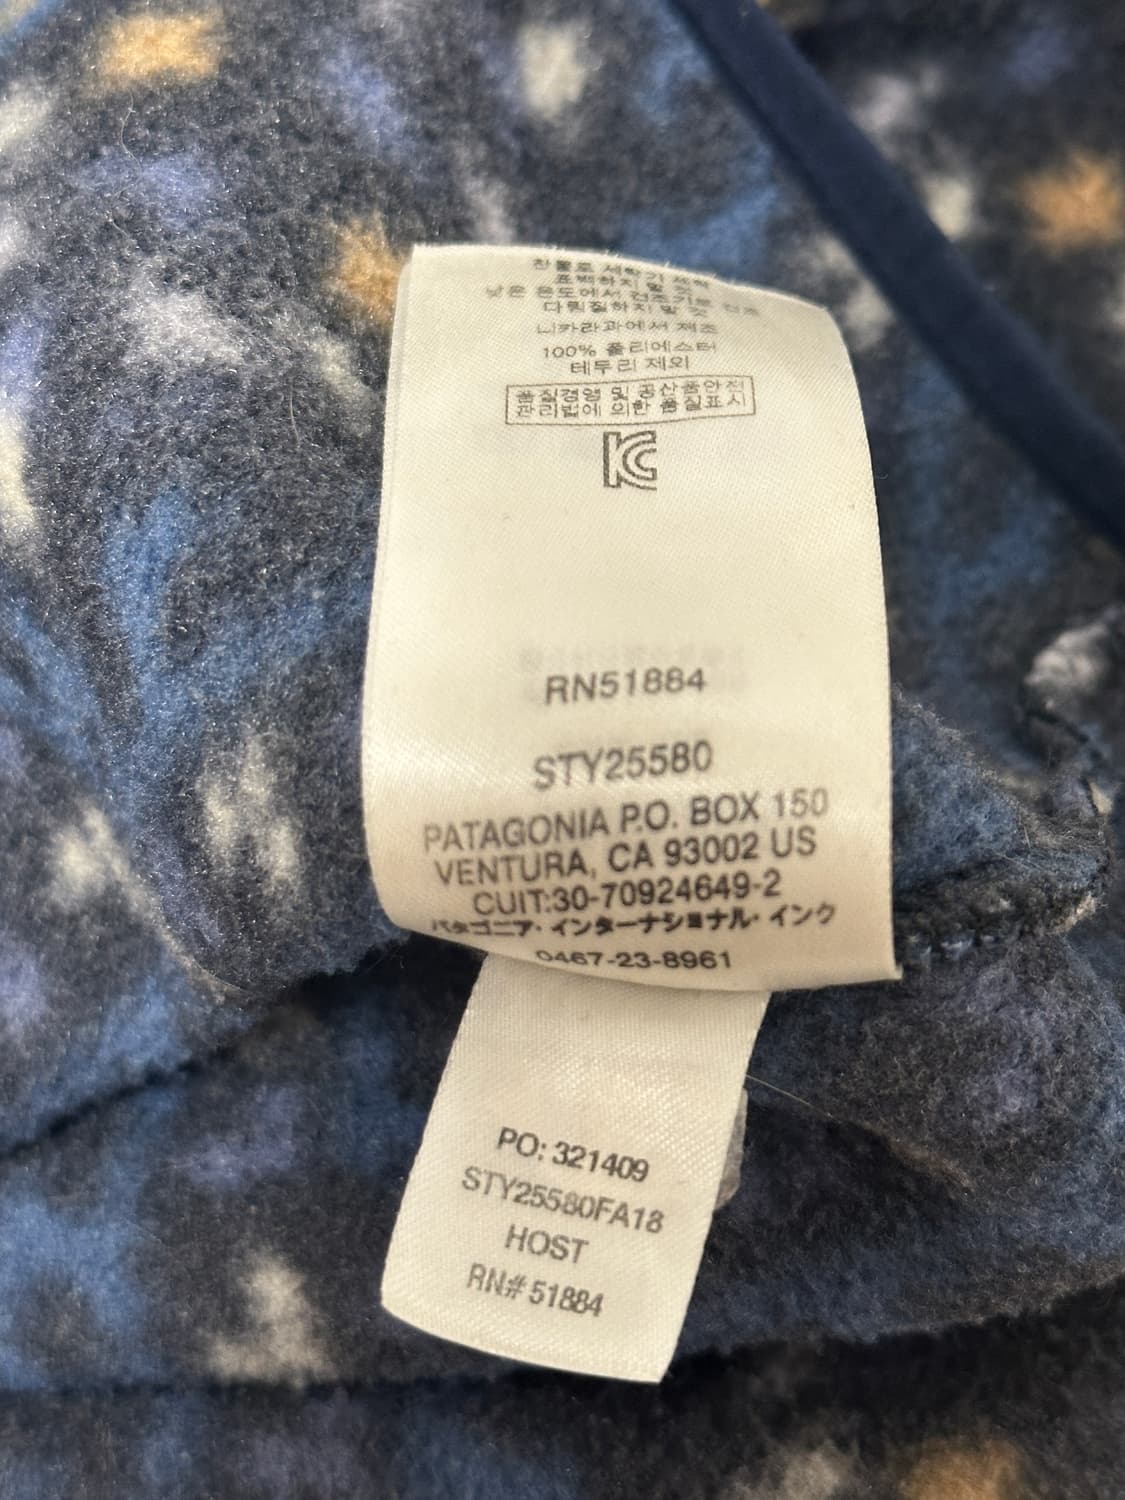 찬물로 세탁기 세탁
표백하지 말 것
낮은 온도에서 건조기로 건조
다림질하지 말 것
니카라과에서 제조
100% 폴리에스터
테두리 제외
품질경영 및 공산품안전
관리법에 의한 품질표시
KC
RN51884
STY25580
PATAGONIA P.O. BOX 150
VENTURA, CA 93002 US
CUIT:30-70924649-2
パタゴニア・インターナショナル・インク
0467-23-8961
PO: 321409
STY25580FA18
HOST
RN# 51884